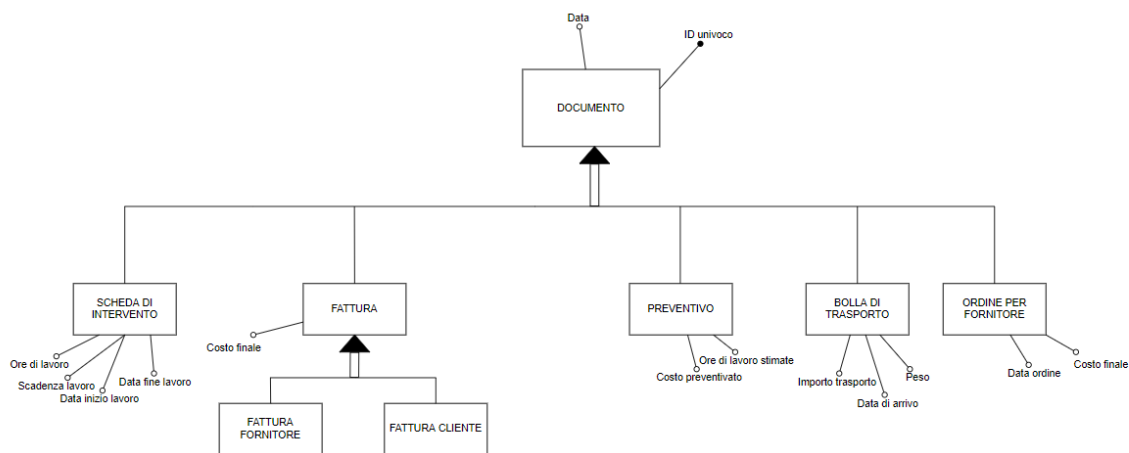 Data
ID univoco
DOCUMENTO
SCHEDA DI
INTERVENTO
FATTURA
PREVENTIVO
BOLLA DI
TRASPORTO
ORDINE PER
FORNITORE
Ore di lavoro
Scadenza lavoro
Data inizio lavoro
Data fine lavoro
Costo finale
Costo preventivato
Ore di lavoro stimate
Importo trasporto
Data di arrivo
Peso
Data ordine
Costo finale
FATTURA
FORNITORE
FATTURA CLIENTE